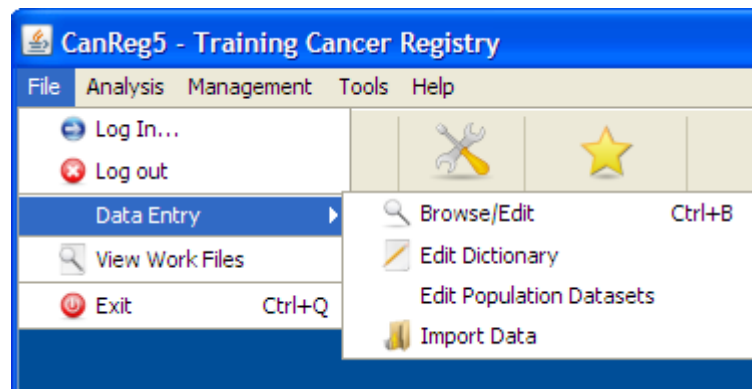 CanReg5 - Training Cancer Registry
File Analysis Management Tools Help
Log In...
Log out
Data Entry
View Work Files
Exit Ctrl+Q
Browse/Edit Ctrl+B
Edit Dictionary
Edit Population Datasets
Import Data